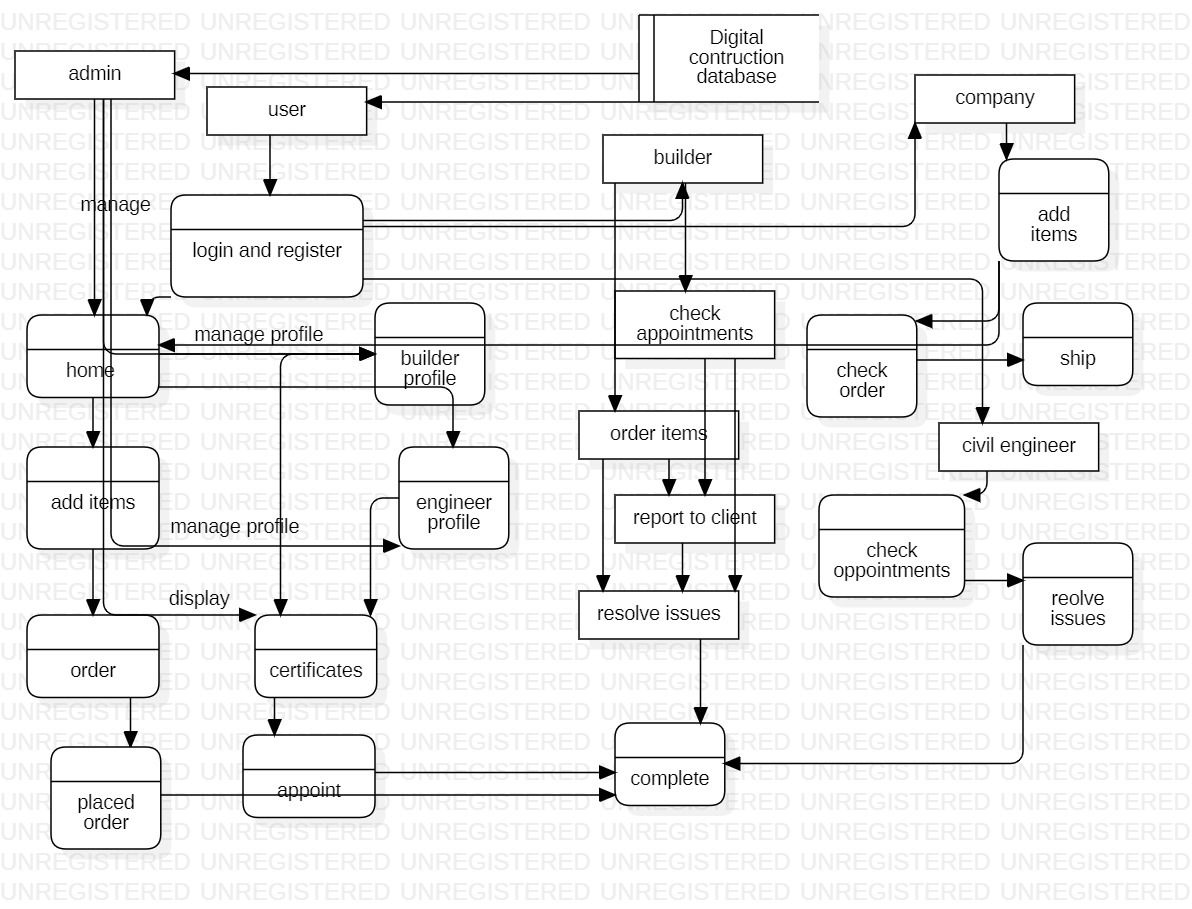 Digital
contruction
database
admin
user
company
builder
manage
login and register
add
items
check
appointments
manage profile
home
builder
profile
check
order
ship
order items
civil engineer
add items
engineer
profile
manage profile
report to client
check
oppointments
display
resolve issues
reolve
issues
order
certificates
appoint
complete
placed
order
UNREGISTERED